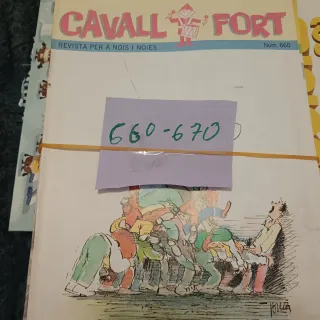 CAVALL FORT
REVISTA PER A NOIS I NOIES
Núm. 660
660-670